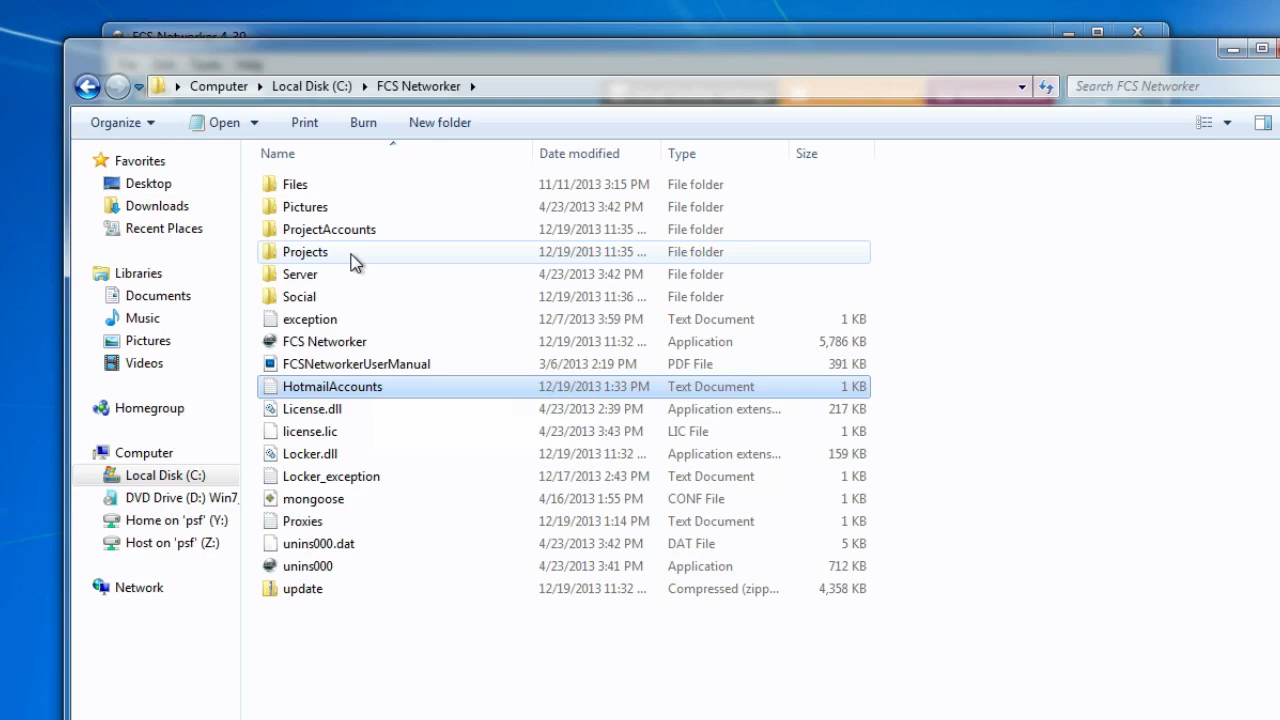 FCS Networker 4.30
File Edit Tools Help
Computer Local Disk (C:) FCS Networker Search FCS Networker
Organize Open Print Burn New folder
Name Date modified Type Size
Favorites
Desktop
Downloads
Recent Places
Libraries
Documents
Music
Pictures
Videos
Homegroup
Computer
Local Disk (C:)
DVD Drive (D:) Win7
Home on 'psf' (Y:)
Host on 'psf' (Z:)
Network
Files 11/11/2013 3:15 PM File folder
Pictures 4/23/2013 3:42 PM File folder
ProjectAccounts 12/19/2013 11:35 ... File folder
Projects 12/19/2013 11:35 ... File folder
Server 4/23/2013 3:42 PM File folder
Social 12/19/2013 11:36 ... File folder
exception 12/7/2013 3:59 PM Text Document 1 KB
FCS Networker 12/19/2013 11:32 ... Application 5,786 KB
FCSNetworkerUserManual 3/6/2013 2:19 PM PDF File 391 KB
HotmailAccounts 12/19/2013 1:33 PM Text Document 1 KB
License.dll 4/23/2013 2:39 PM Application extens... 217 KB
license.lic 4/23/2013 3:43 PM LIC File 1 KB
Locker.dll 12/19/2013 11:32 ... Application extens... 159 KB
Locker_exception 12/17/2013 2:43 PM Text Document 1 KB
mongoose 4/16/2013 1:55 PM CONF File 1 KB
Proxies 12/19/2013 1:14 PM Text Document 1 KB
unins000.dat 4/23/2013 3:42 PM DAT File 5 KB
unins000 4/23/2013 3:41 PM Application 712 KB
update 12/19/2013 11:32 ... Compressed (zipp... 4,358 KB